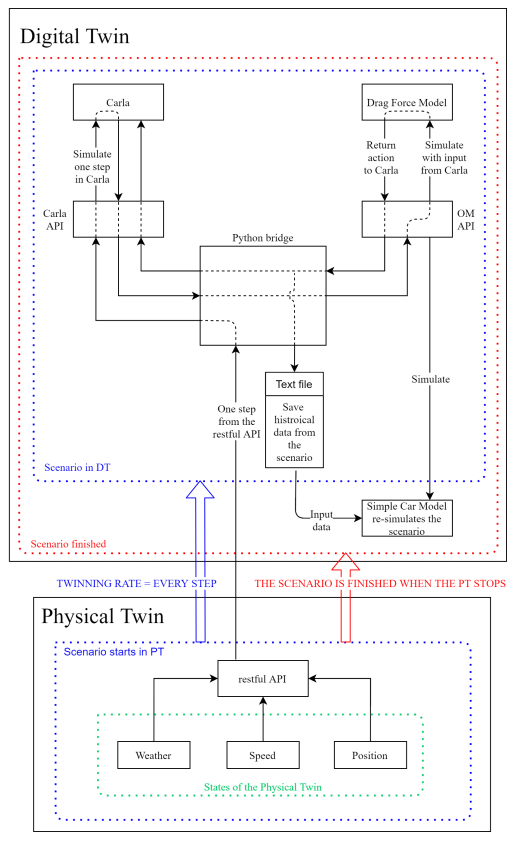 Digital Twin
Carla
Drag Force Model
Simulate
one step
in Carla
Return
action
to Carla
Simulate
with input
from Carla
Carla
API
OM
API
Python bridge
Simulate
Text file
Save
histroical
data from
the
scenario
One step
from the
restful API
Scenario in DT
Input
data
Simple Car Model
re-simulates the
scenario
Scenario finished
TWINNING RATE = EVERY STEP
THE SCENARIO IS FINISHED WHEN THE PT STOPS
Physical Twin
Scenario starts in PT
restful API
Weather
Speed
Position
States of the Physical Twin